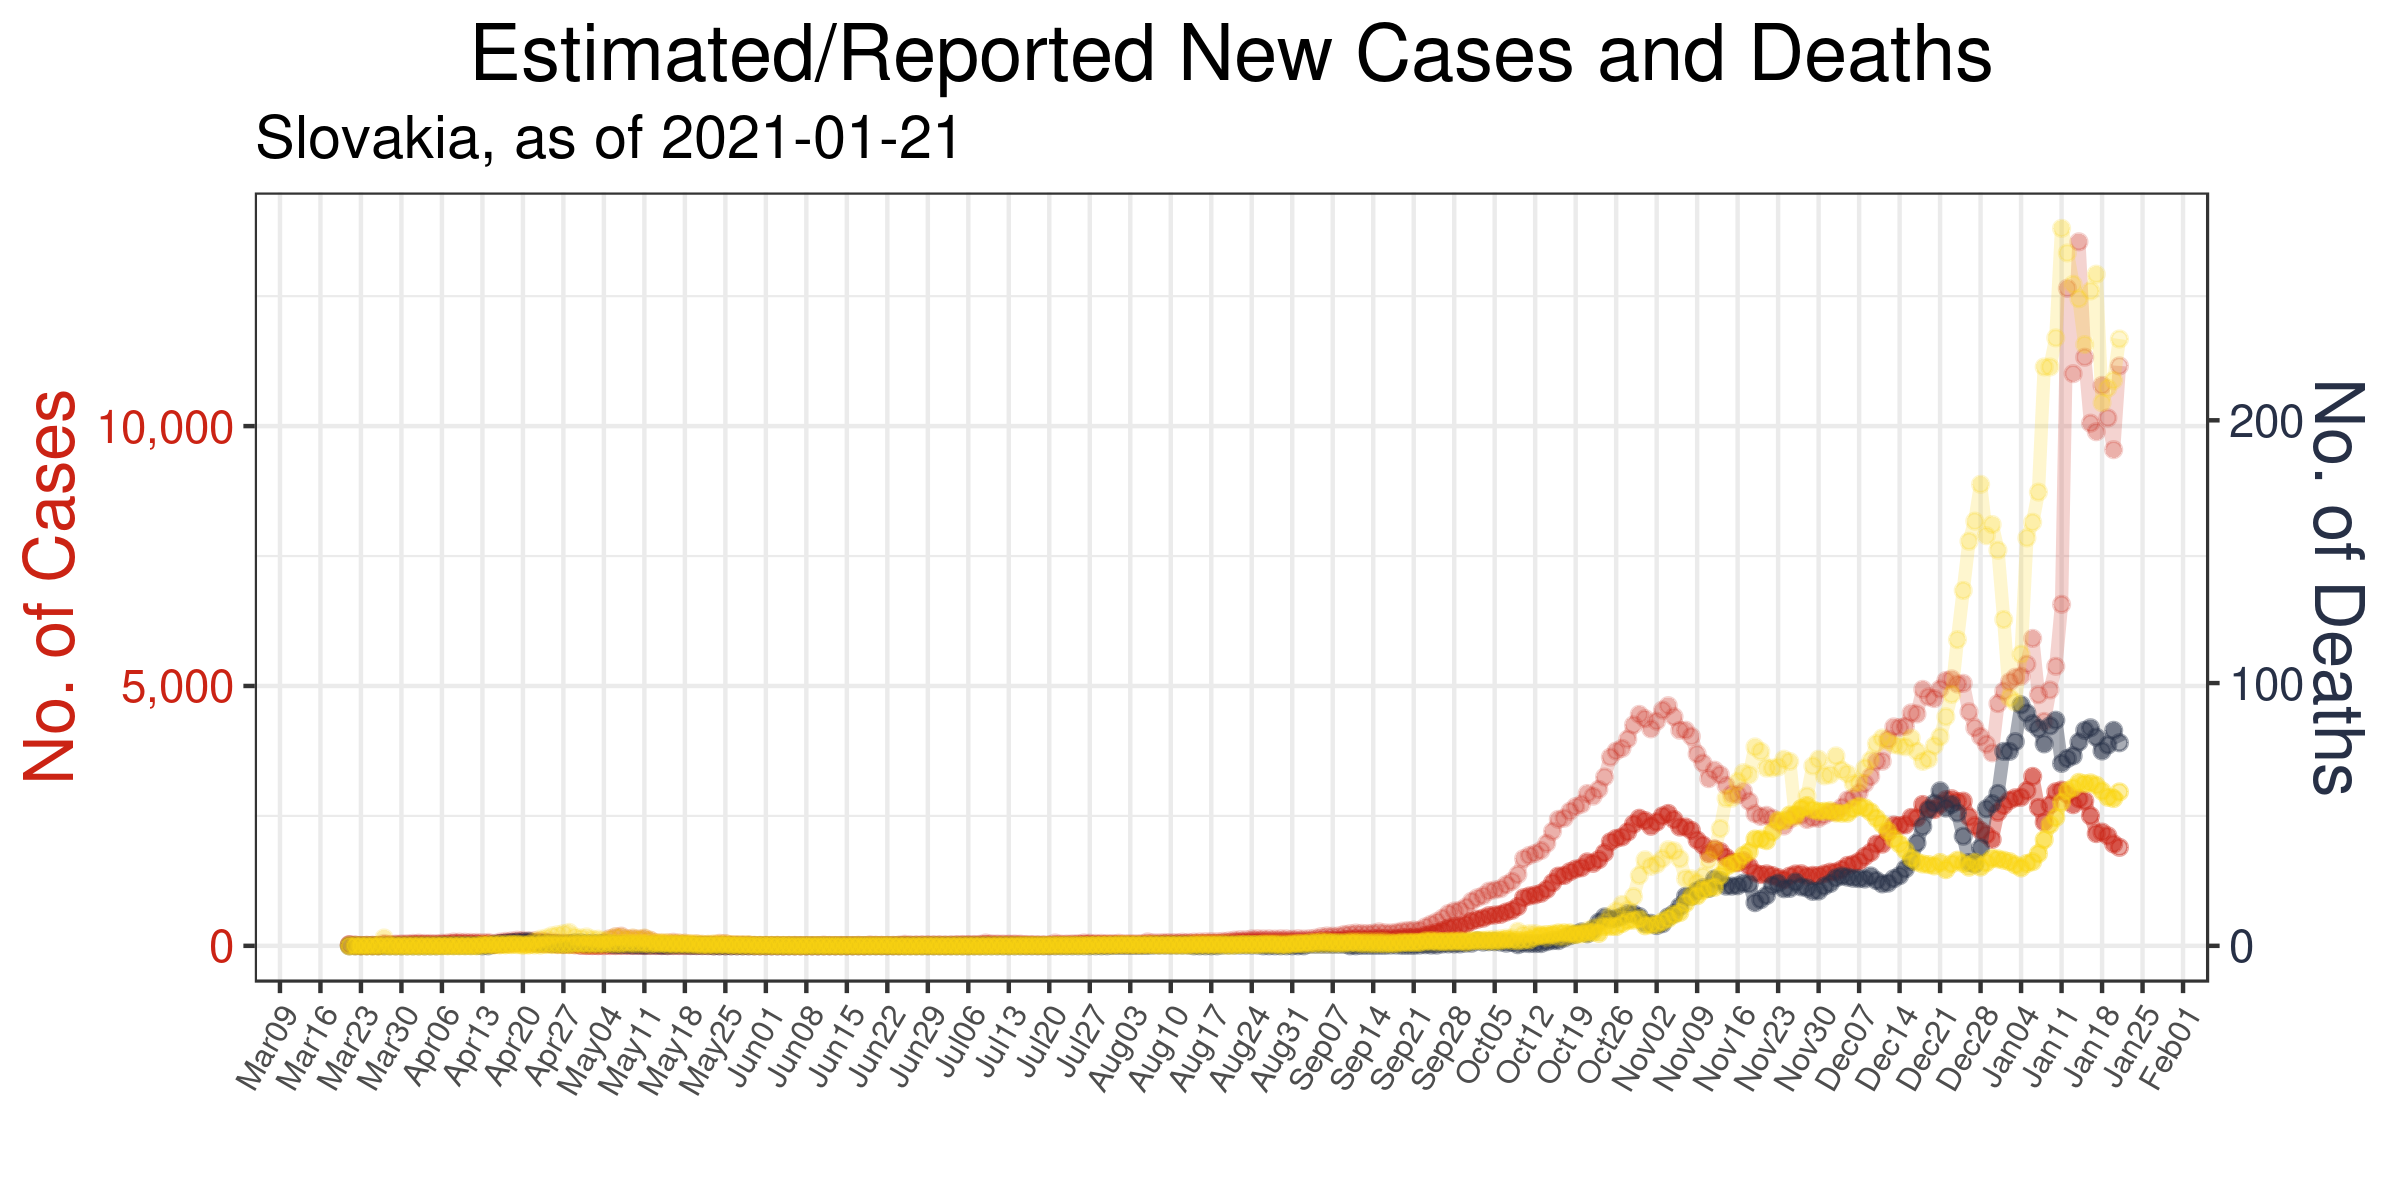 Estimated/Reported New Cases and Deaths
Slovakia, as of 2021-01-21
No. of Cases
10,000
5,000
0
200
100
0
No. of Deaths
Mar09
Mar16
Mar23
Mar30
Apr06
Apr13
Apr20
Apr27
May04
May11
May18
May25
Jun01
Jun08
Jun15
Jun22
Jun29
Jul06
Jul13
Jul20
Jul27
Aug03
Aug10
Aug17
Aug24
Aug31
Sep07
Sep14
Sep21
Sep28
Oct05
Oct12
Oct19
Oct26
Nov02
Nov09
Nov16
Nov23
Nov30
Dec07
Dec14
Dec21
Dec28
Jan04
Jan11
Jan18
Jan25
Feb01